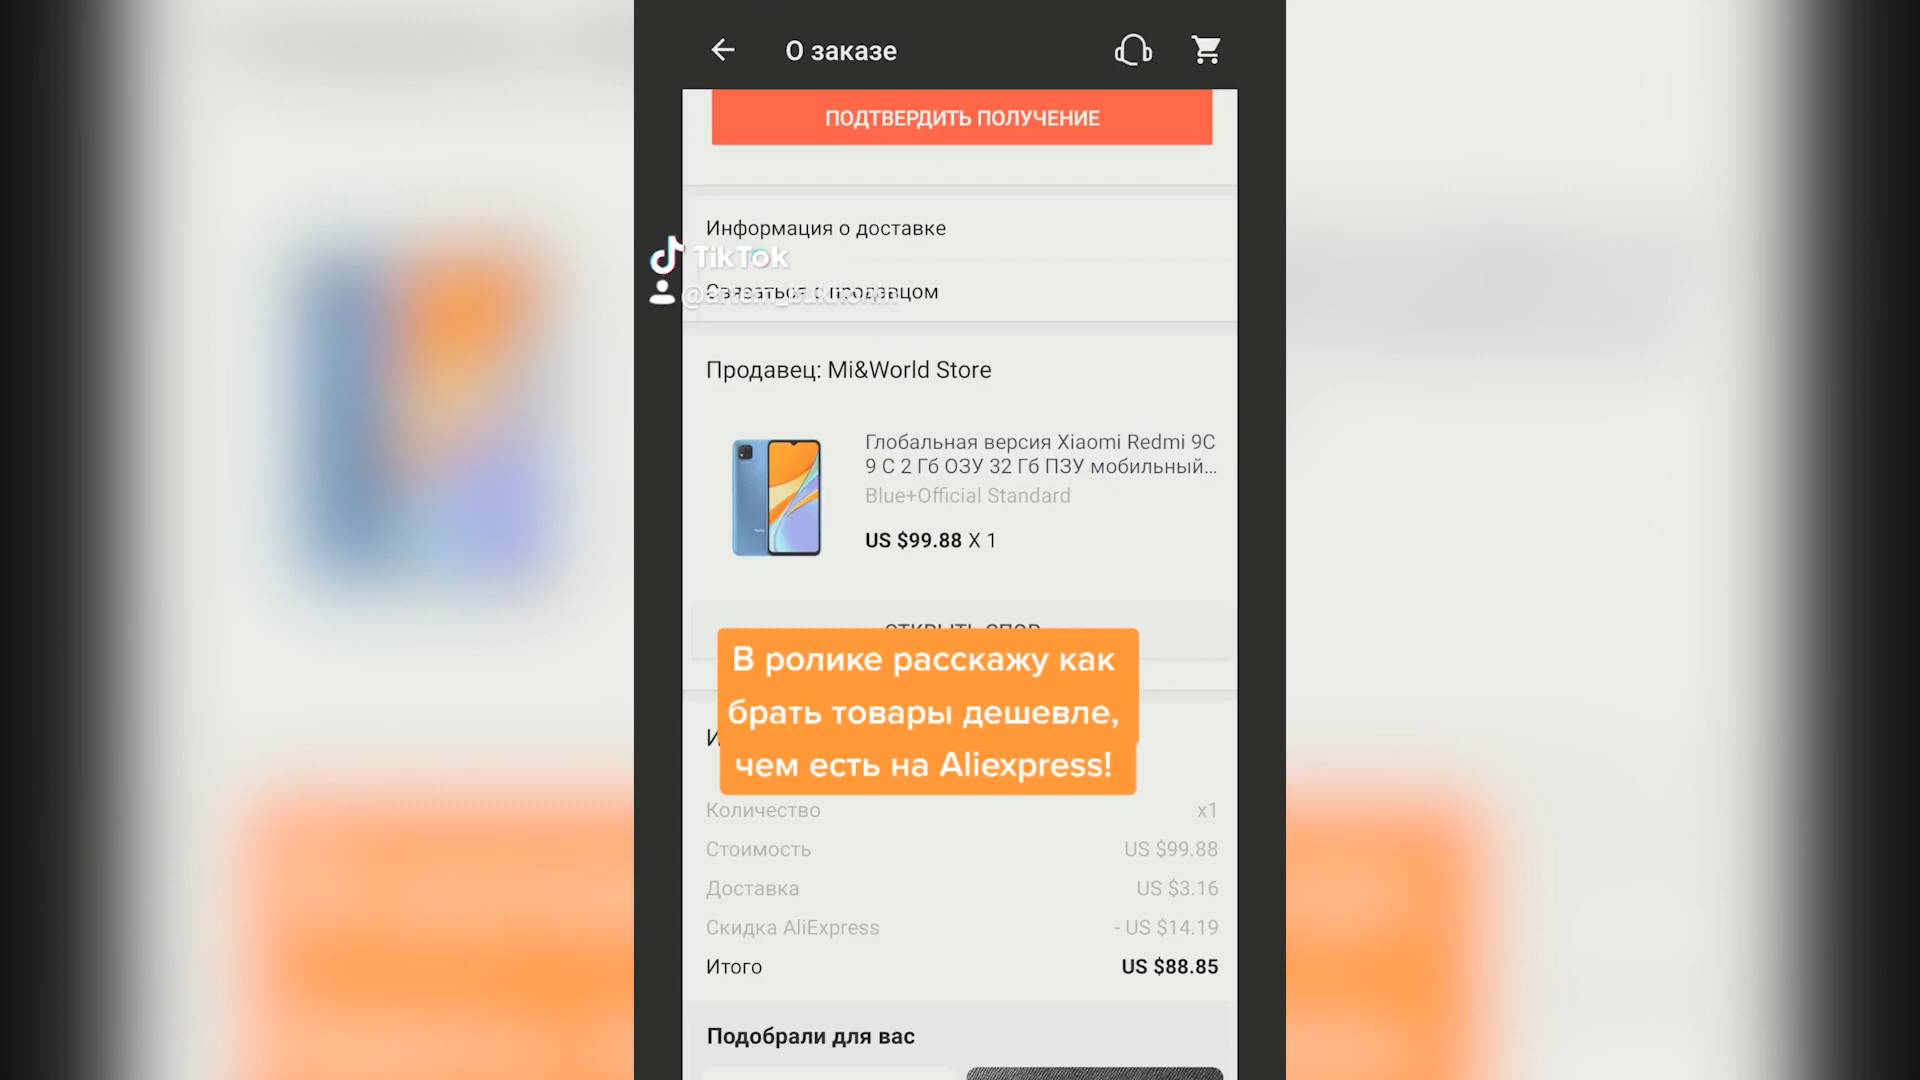 О заказе
ПОДТВЕРДИТЬ ПОЛУЧЕНИЕ
Информация о доставке
TikTok
Связаться с продавцом
Продавец: Mi&World Store
Глобальная версия Xiaomi Redmi 9C
9 C 2 Гб ОЗУ 32 Гб ПЗУ мобильный...
Blue+Official Standard
US $99.88 X 1
В ролике расскажу как
брать товары дешевле,
чем есть на Aliexpress!
Количество x1
Стоимость US $99.88
Доставка US $3.16
Скидка AliExpress - US $14.19
Итого US $88.85
Подобрали для вас